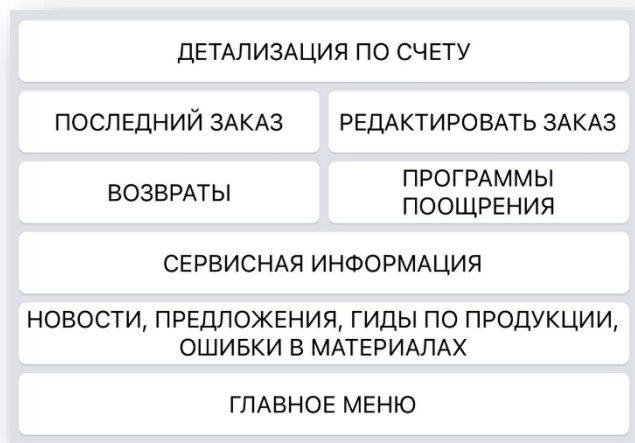 ДЕТАЛИЗАЦИЯ ПО СЧЕТУ
ПОСЛЕДНИЙ ЗАКАЗ
РЕДАКТИРОВАТЬ ЗАКАЗ
ВОЗВРАТЫ
ПРОГРАММЫ
ПООЩРЕНИЯ
СЕРВИСНАЯ ИНФОРМАЦИЯ
НОВОСТИ, ПРЕДЛОЖЕНИЯ, ГИДЫ ПО ПРОДУКЦИИ,
ОШИБКИ В МАТЕРИАЛАХ
ГЛАВНОЕ МЕНЮ